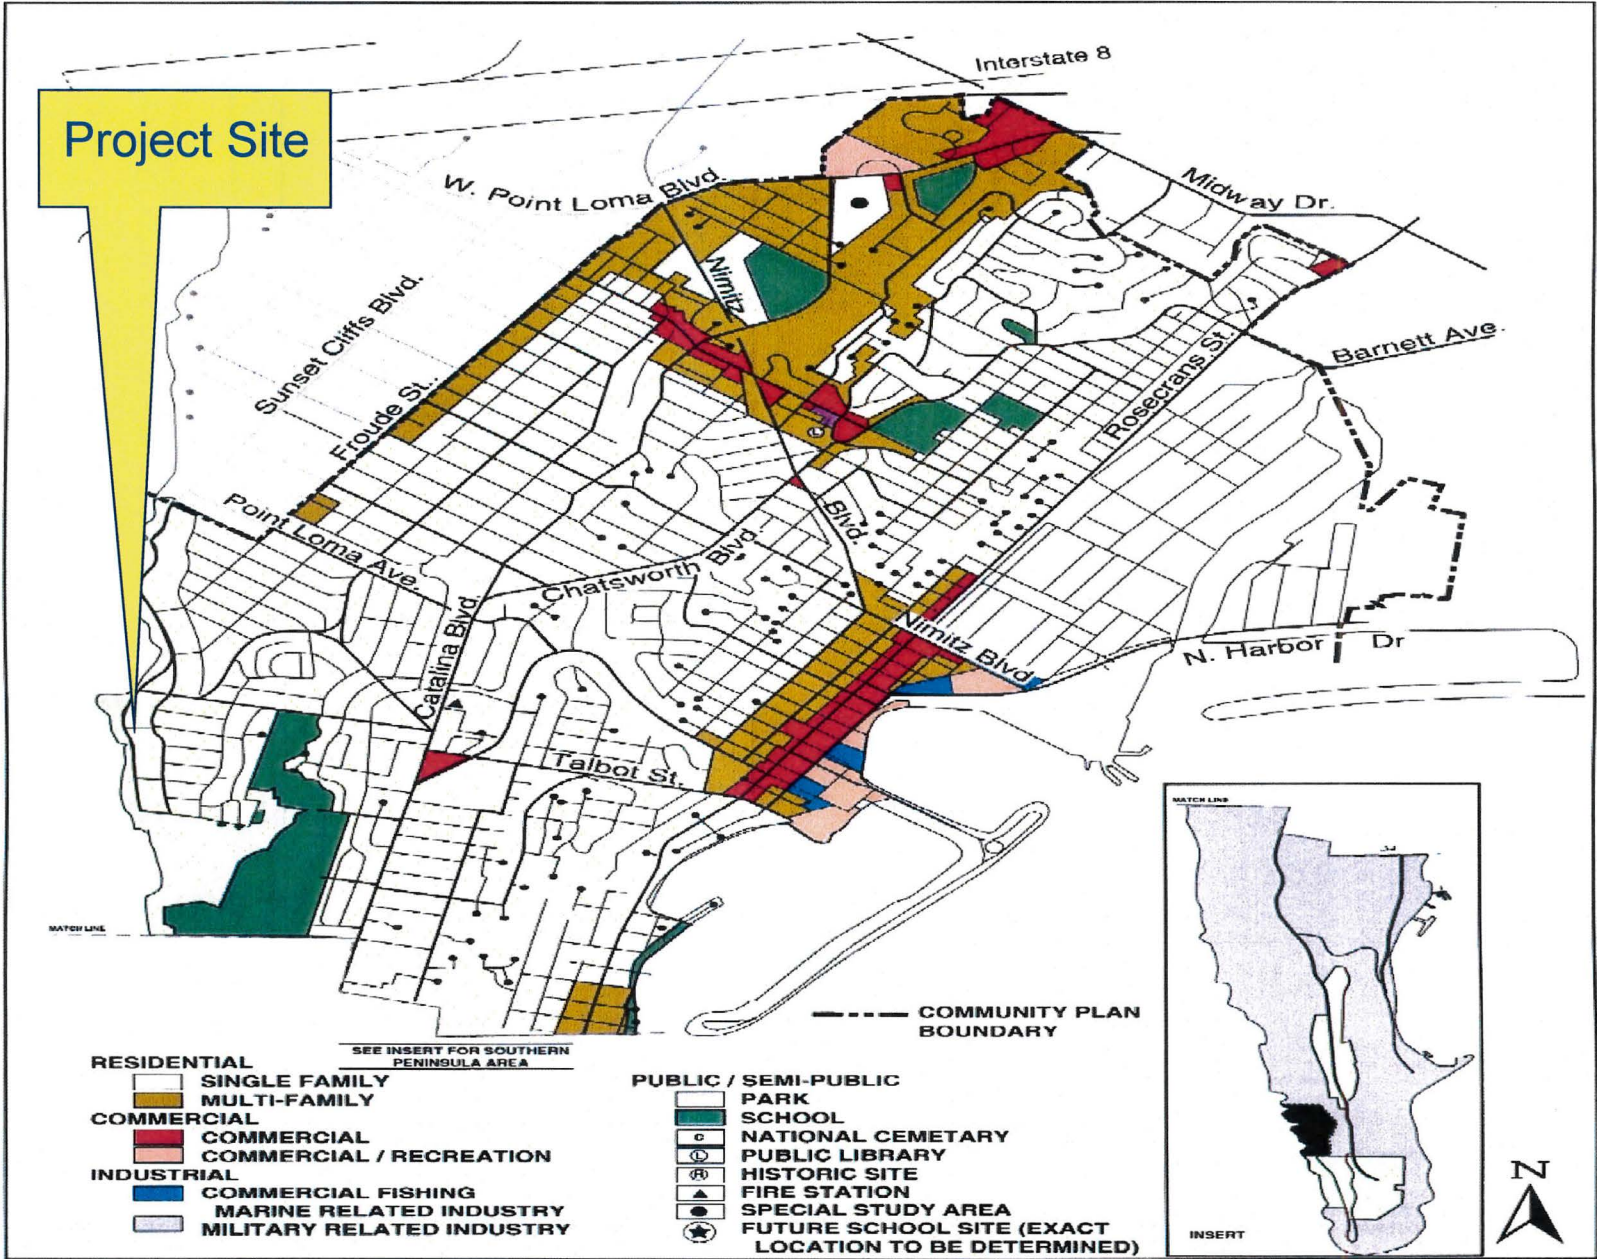 Interstate 8
Project Site
W. Point Loma Blvd.
Midway Dr.
Nimitz
Sunset Cliffs Blvd.
Froude St.
Rosecrans St.
Barnett Ave.
Point Loma Ave.
Blvd.
Chatsworth Blvd.
Catalina Blvd.
Nimitz Blvd
N. Harbor Dr
Talbot St.
MATCH LINE
MATCH LINE
COMMUNITY PLAN
BOUNDARY
SEE INSERT FOR SOUTHERN
PENINSULA AREA
RESIDENTIAL
SINGLE FAMILY
MULTI-FAMILY
COMMERCIAL
COMMERCIAL
COMMERCIAL / RECREATION
INDUSTRIAL
COMMERCIAL FISHING
MARINE RELATED INDUSTRY
MILITARY RELATED INDUSTRY
PUBLIC / SEMI-PUBLIC
PARK
SCHOOL
C NATIONAL CEMETARY
L PUBLIC LIBRARY
H HISTORIC SITE
FIRE STATION
SPECIAL STUDY AREA
FUTURE SCHOOL SITE (EXACT
LOCATION TO BE DETERMINED)
INSERT
N